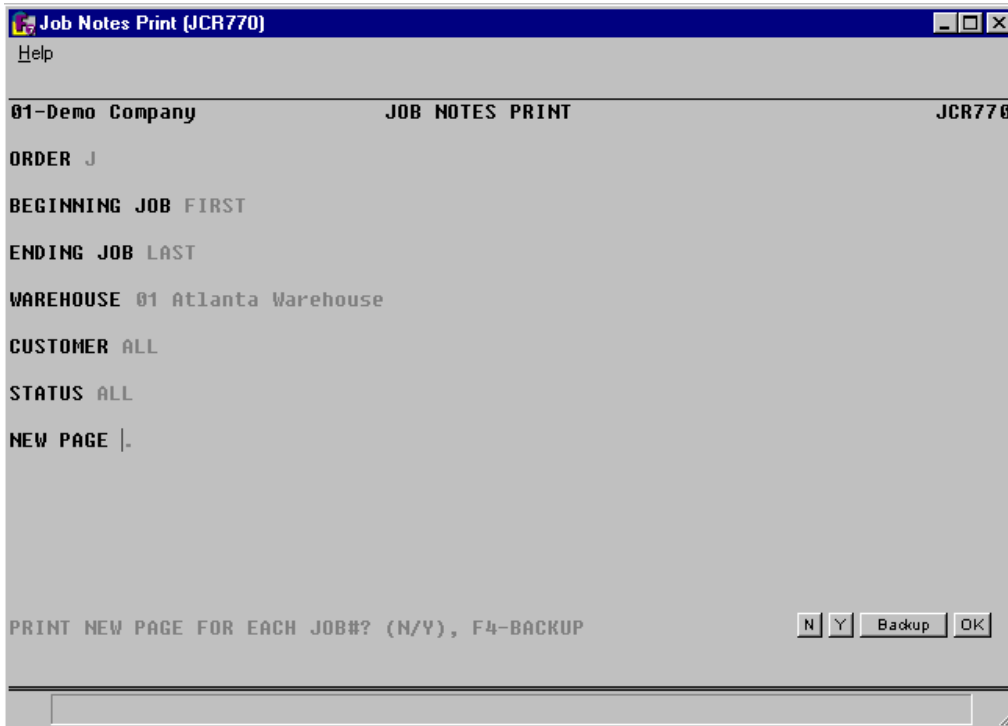 Job Notes Print (JCR770)
Help
01-Demo Company JOB NOTES PRINT JCR770
ORDER J
BEGINNING JOB FIRST
ENDING JOB LAST
WAREHOUSE 01 Atlanta Warehouse
CUSTOMER ALL
STATUS ALL
NEW PAGE .
PRINT NEW PAGE FOR EACH JOB#? (N/Y), F4-BACKUP N Y Backup OK